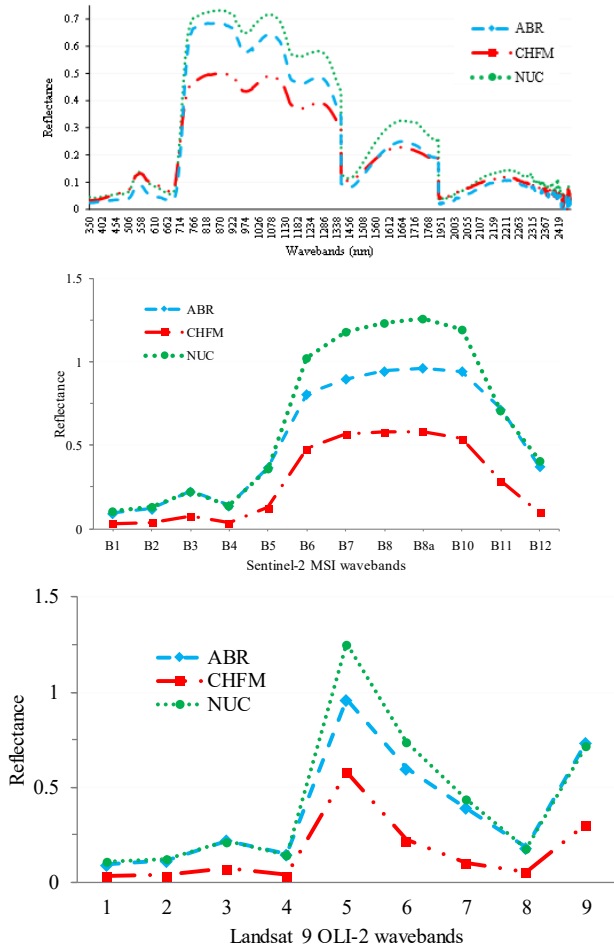 0.7
0.6
0.5
0.4
0.3
0.2
0.1
0
Reflectance
ABR
CHFM
NUC
350 402 454 506 558 610 662 714 766 818 870 922 974 1026 1078 1130 1182 1234 1286 1338 1456 1508 1560 1612 1664 1716 1768 1951 2003 2055 2107 2159 2211 2263 2315 2367 2419
Wavebands (nm)
1.5
1
0.5
0
Reflectance
ABR
CHFM
NUC
B1 B2 B3 B4 B5 B6 B7 B8 B8a B10 B11 B12
Sentinel-2 MSI wavebands
1.5
1
0.5
0
Reflectance
ABR
CHFM
NUC
1 2 3 4 5 6 7 8 9
Landsat 9 OLI-2 wavebands